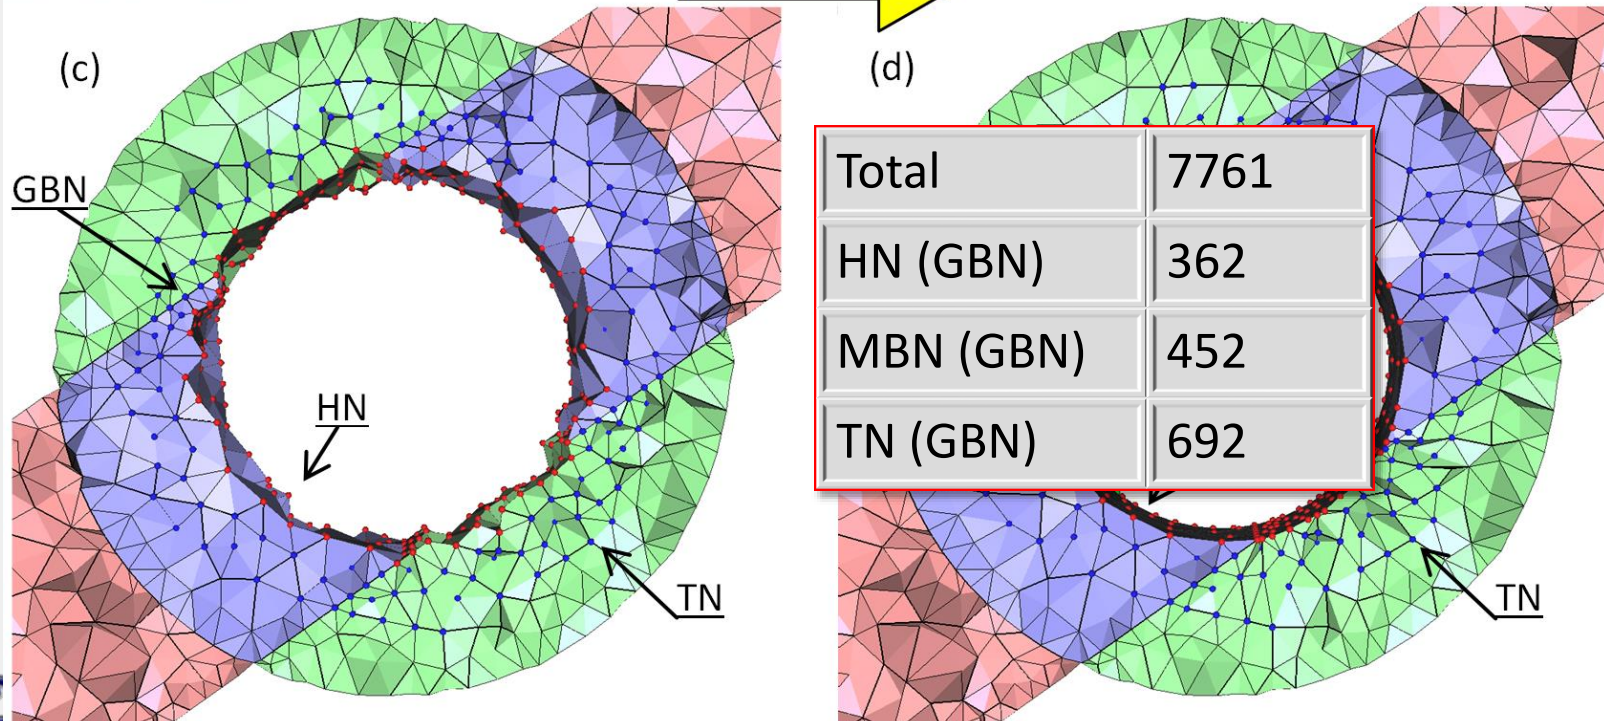 (c)
(d)
GBN
HN
TN
Total 7761
HN (GBN) 362
MBN (GBN) 452
TN (GBN) 692
TN